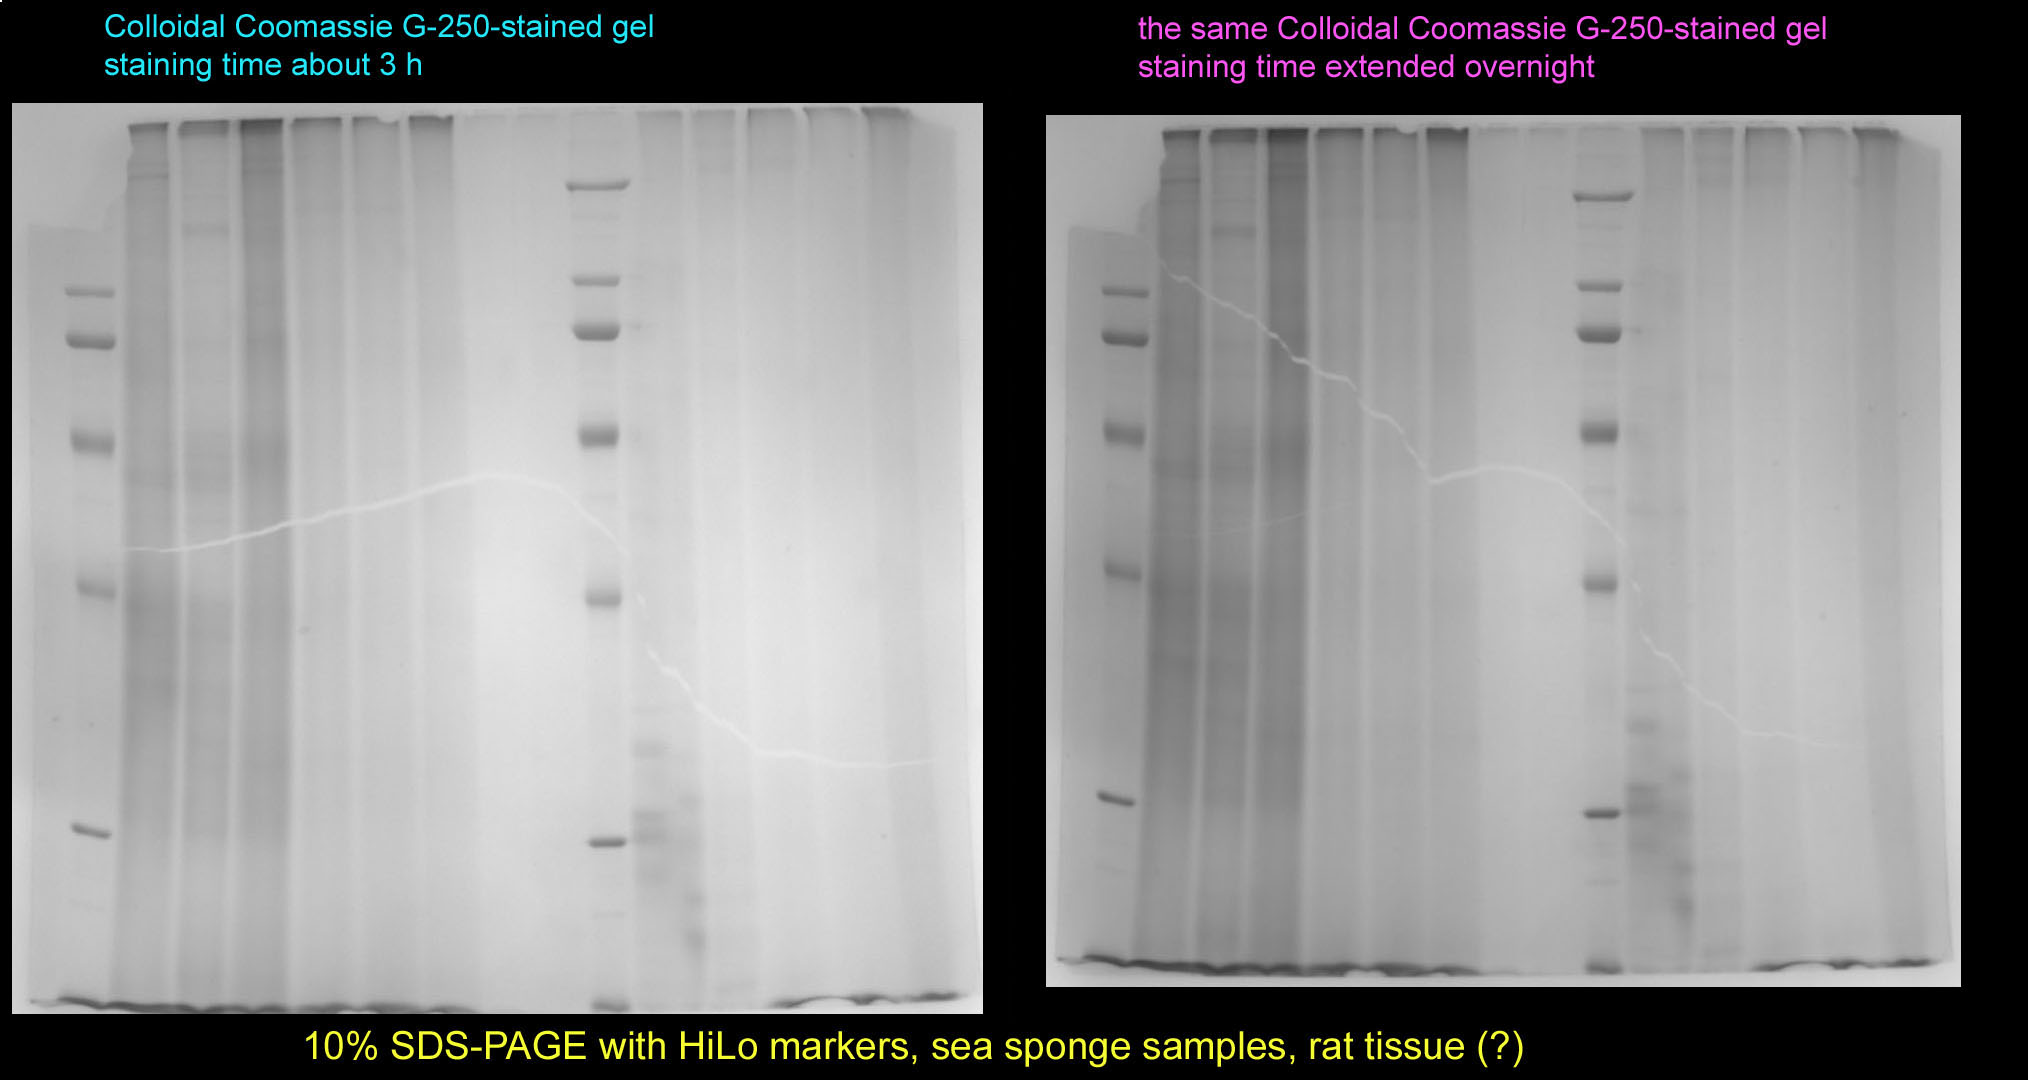 Colloidal Coomassie G-250-stained gel
staining time about 3 h
the same Colloidal Coomassie G-250-stained gel
staining time extended overnight
10% SDS-PAGE with HiLo markers, sea sponge samples, rat tissue (?)